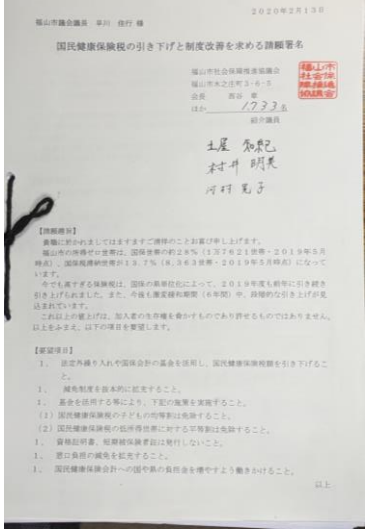 2020年2月13日
福山市議会議長 早川 佳行 様
国民健康保険税の引き下げと制度改善を求める請願署名
福山市社会保障推進協議会
福山市木之庄町3-6-5
会長 西谷 章
ほか 1,733名
福山市
社会保
障推進
協議会
紹介議員
土屋 知紀
村井 明美
河村 晃子
【請願趣旨】
貴職に於かれましてはますますご清祥のことお喜び申し上げます。
福山市の所得ゼロ世帯は、国保世帯の約28%(1万7621世帯・2019年5月
時点)、国保税滞納世帯が13.7%(8,363世帯・2019年5月時点)になって
います。
今でも高すぎる保険税は、国保の県単位化によって、2019年度も前年に引き続き
引き上げられました。また、今後も激変緩和期間(6年間)中、段階的な引き上げが見
込まれています。
これ以上の値上げは、加入者の生存権を脅かすものであり許せるものではありません。
以上をふまえ、以下の項目を要望します。
【要望項目】
1、 法定外繰り入れや国保会計の基金を活用し、国民健康保険税額を引き下げるこ
と。
1、 減免制度を抜本的に拡充すること。
1、 基金を活用する等により、下記の施策を実施すること。
(1)国民健康保険税の子どもの均等割は免除すること。
(2)国民健康保険税の低所得世帯に対する平等割は免除すること。
1、 資格証明書、短期被保険者証は発行しないこと。
1、 窓口負担の減免を拡充すること。
1、 国民健康保険会計への国や県の負担金を増やすよう働きかけること。
以上